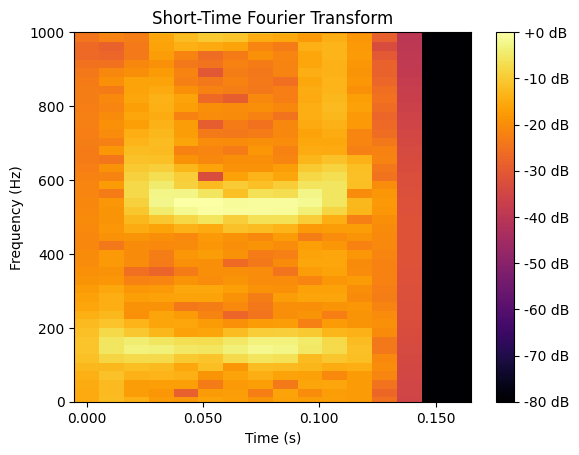 Short-Time Fourier Transform
1000
800
600
400
200
0
Frequency (Hz)
0.000
0.050
0.100
0.150
Time (s)
+0 dB
-10 dB
-20 dB
-30 dB
-40 dB
-50 dB
-60 dB
-70 dB
-80 dB